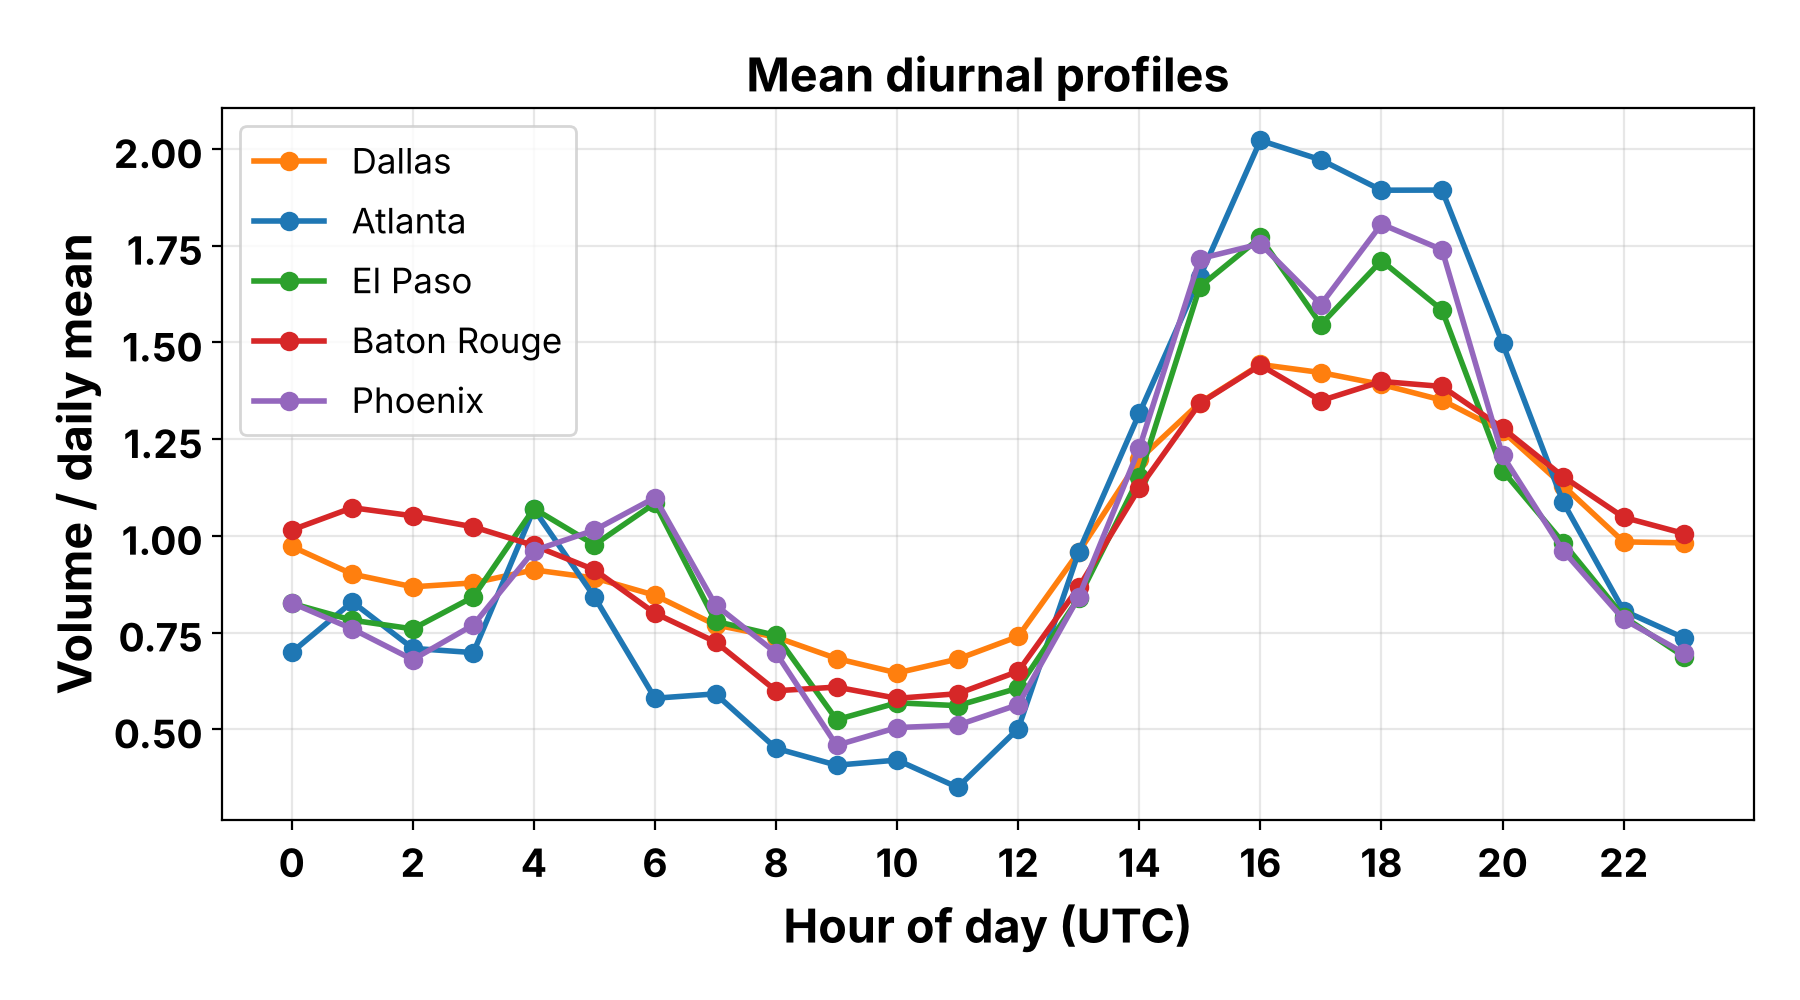 Mean diurnal profiles
Volume / daily mean
2.00
1.75
1.50
1.25
1.00
0.75
0.50
Dallas
Atlanta
El Paso
Baton Rouge
Phoenix
0 2 4 6 8 10 12 14 16 18 20 22
Hour of day (UTC)